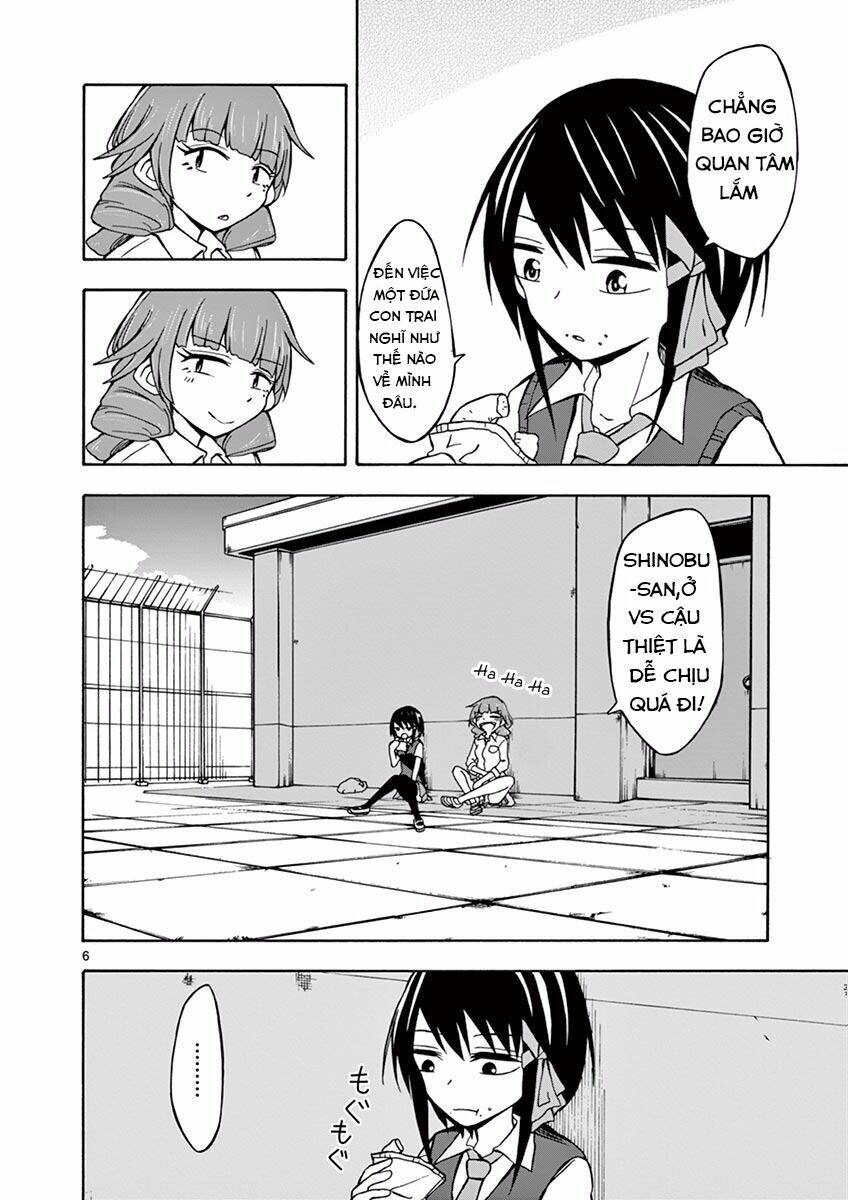 CHẲNG
BAO GIỜ
QUAN TÂM
LẮM
ĐẾN VIỆC
MỘT ĐỨA
CON TRAI
NGHĨ NHƯ
THẾ NÀO
VỀ MÌNH
ĐÂU.
SHINOBU
-SAN,Ở
VS CẬU
THIỆT LÀ
DỄ CHỊU
QUÁ ĐI!
Ha Ha Ha
6
.........
もぐ
もぐ